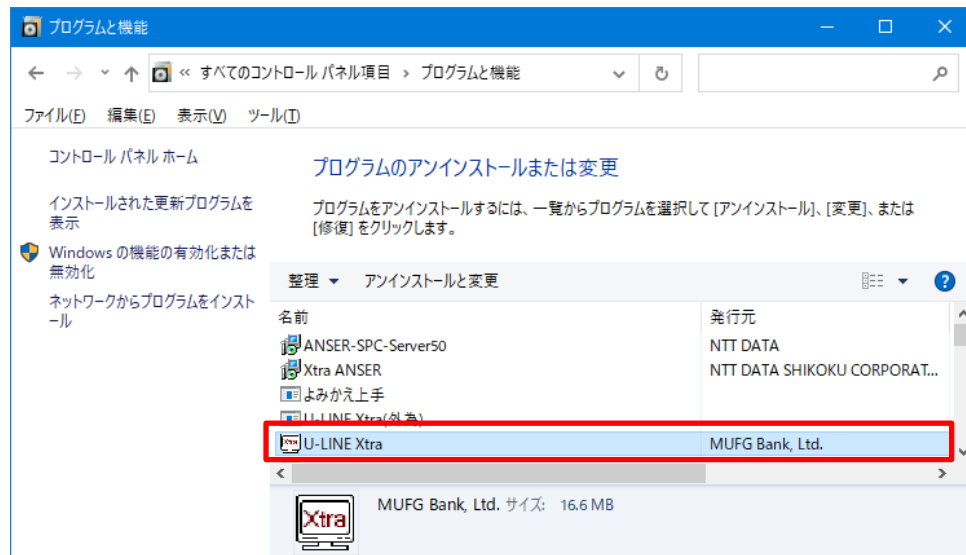 プログラムと機能
« すべてのコントロール パネル項目 › プログラムと機能
ファイル(F) 編集(E) 表示(V) ツール(T)
コントロール パネル ホーム
インストールされた更新プログラムを
表示
Windows の機能の有効化または
無効化
ネットワークからプログラムをインスト
ール
プログラムのアンインストールまたは変更
プログラムをアンインストールするには、一覧からプログラムを選択して [アンインストール]、[変更]、または
[修復] をクリックします。
整理 アンインストールと変更
名前 発行元
ANSER-SPC-Server50 NTT DATA
Xtra ANSER NTT DATA SHIKOKU CORPORAT...
よみかえ上手
U-LINE Xtra(外為)
U-LINE Xtra MUFG Bank, Ltd.
Xtra
MUFG Bank, Ltd. サイズ: 16.6 MB